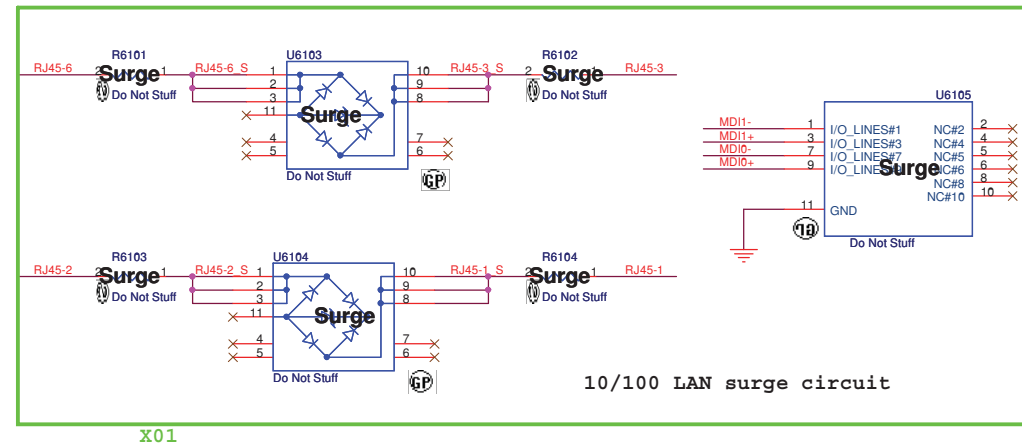 R6101
RJ45-6
2
1
Surge
Do Not Stuff
RJ45-6_S
U6103
1
2
3
11
4
5
10
9
8
7
6
Surge
Do Not Stuff
GP
RJ45-3_S
R6102
2
1
Surge
Do Not Stuff
RJ45-3
U6105
MDI1-
MDI1+
MDI0-
MDI0+
1
3
7
9
11
I/O_LINES#1
I/O_LINES#3
I/O_LINES#7
I/O_LINES
GND
Surge
NC#2
NC#4
NC#5
NC#6
NC#8
NC#10
2
4
5
6
8
10
Do Not Stuff
R6103
RJ45-2
2
1
Surge
Do Not Stuff
RJ45-2_S
U6104
1
2
3
11
4
5
10
9
8
7
6
Surge
Do Not Stuff
GP
RJ45-1_S
R6104
2
1
Surge
Do Not Stuff
RJ45-1
10/100 LAN surge circuit
X01